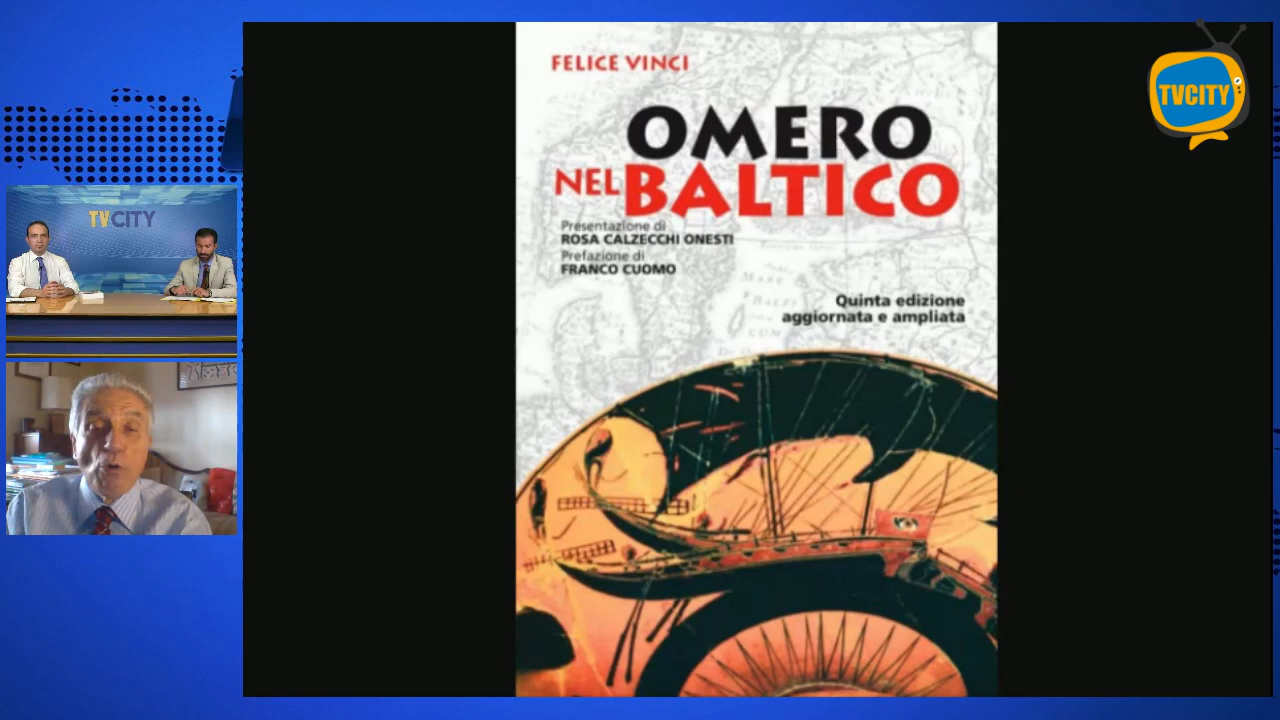 FELICE VINCI
OMERO
NEL BALTICO
Presentazione di
ROSA CALZECCHI ONESTI
Prefazione di
FRANCO CUOMO
Quinta edizione
aggiornata e ampliata
TVCITY
TVCITY